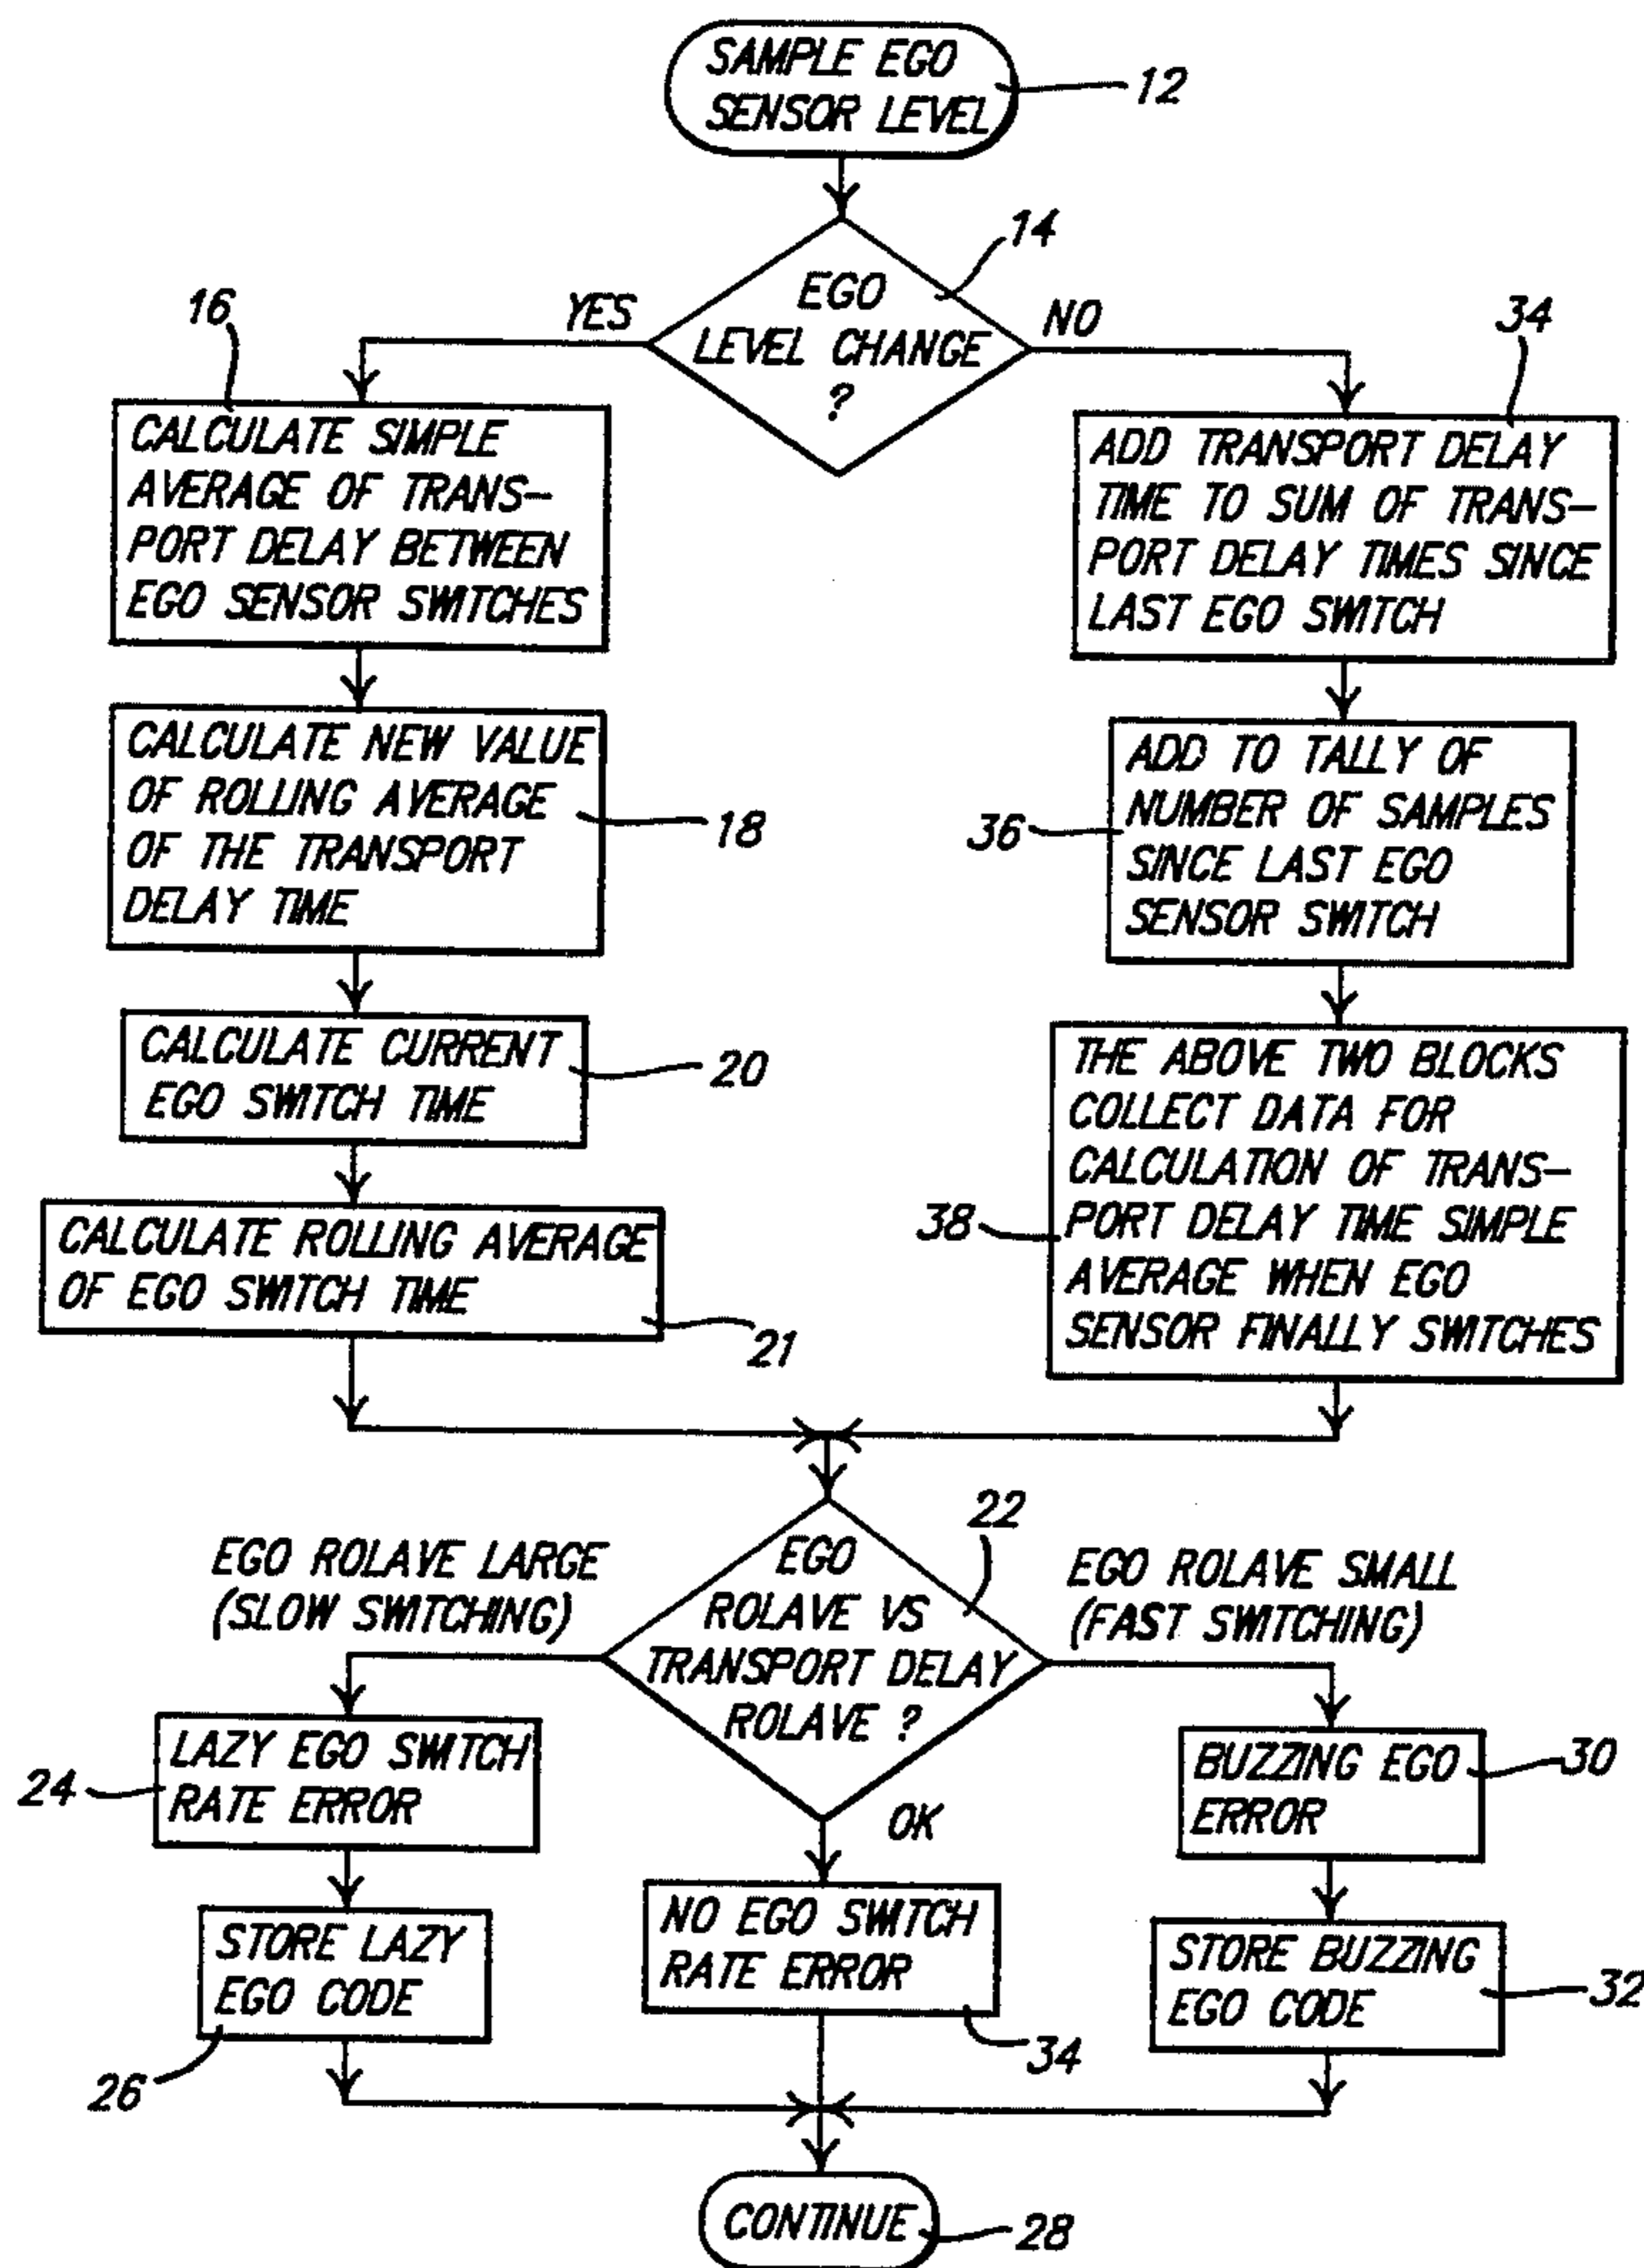 SAMPLE EGO
SENSOR LEVEL
12
14
EGO
LEVEL CHANGE
?
YES
NO
16
CALCULATE SIMPLE
AVERAGE OF TRANS-
PORT DELAY BETWEEN
EGO SENSOR SWITCHES
34
ADD TRANSPORT DELAY
TIME TO SUM OF TRANS-
PORT DELAY TIMES SINCE
LAST EGO SWITCH
CALCULATE NEW VALUE
OF ROLLING AVERAGE
OF THE TRANSPORT
DELAY TIME
18
36
ADD TO TALLY OF
NUMBER OF SAMPLES
SINCE LAST EGO
SENSOR SWITCH
CALCULATE CURRENT
EGO SWITCH TIME
20
38
THE ABOVE TWO BLOCKS
COLLECT DATA FOR
CALCULATION OF TRANS-
PORT DELAY TIME SIMPLE
AVERAGE WHEN EGO
SENSOR FINALLY SWITCHES
CALCULATE ROLLING AVERAGE
OF EGO SWITCH TIME
21
22
EGO
ROLAVE VS
TRANSPORT DELAY
ROLAVE ?
EGO ROLAVE LARGE
(SLOW SWITCHING)
EGO ROLAVE SMALL
(FAST SWITCHING)
OK
24
LAZY EGO SWITCH
RATE ERROR
BUZZING EGO
ERROR
30
STORE LAZY
EGO CODE
26
NO EGO SWITCH
RATE ERROR
34
STORE BUZZING
EGO CODE
32
CONTINUE
28